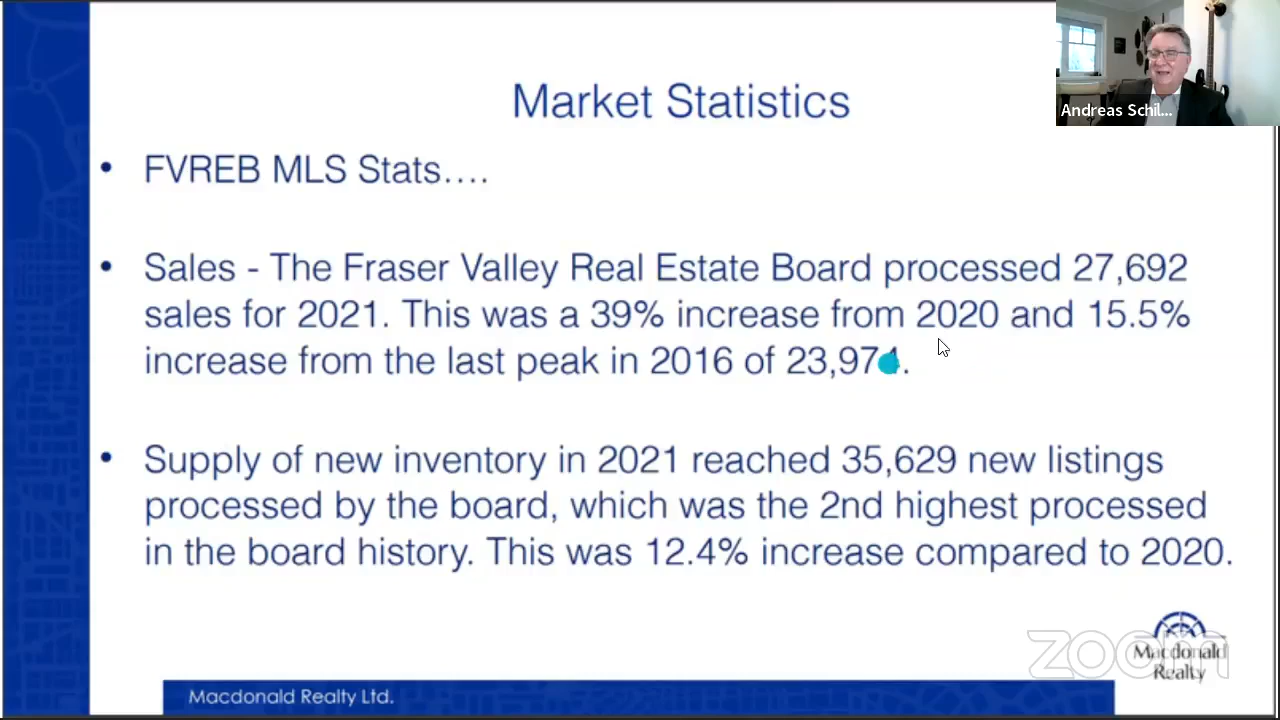 Market Statistics
Andreas Schil...
• FVREB MLS Stats....
• Sales - The Fraser Valley Real Estate Board processed 27,692
sales for 2021. This was a 39% increase from 2020 and 15.5%
increase from the last peak in 2016 of 23,974.
• Supply of new inventory in 2021 reached 35,629 new listings
processed by the board, which was the 2nd highest processed
in the board history. This was 12.4% increase compared to 2020.
zoom
Macdonald
Realty
Macdonald Realty Ltd.